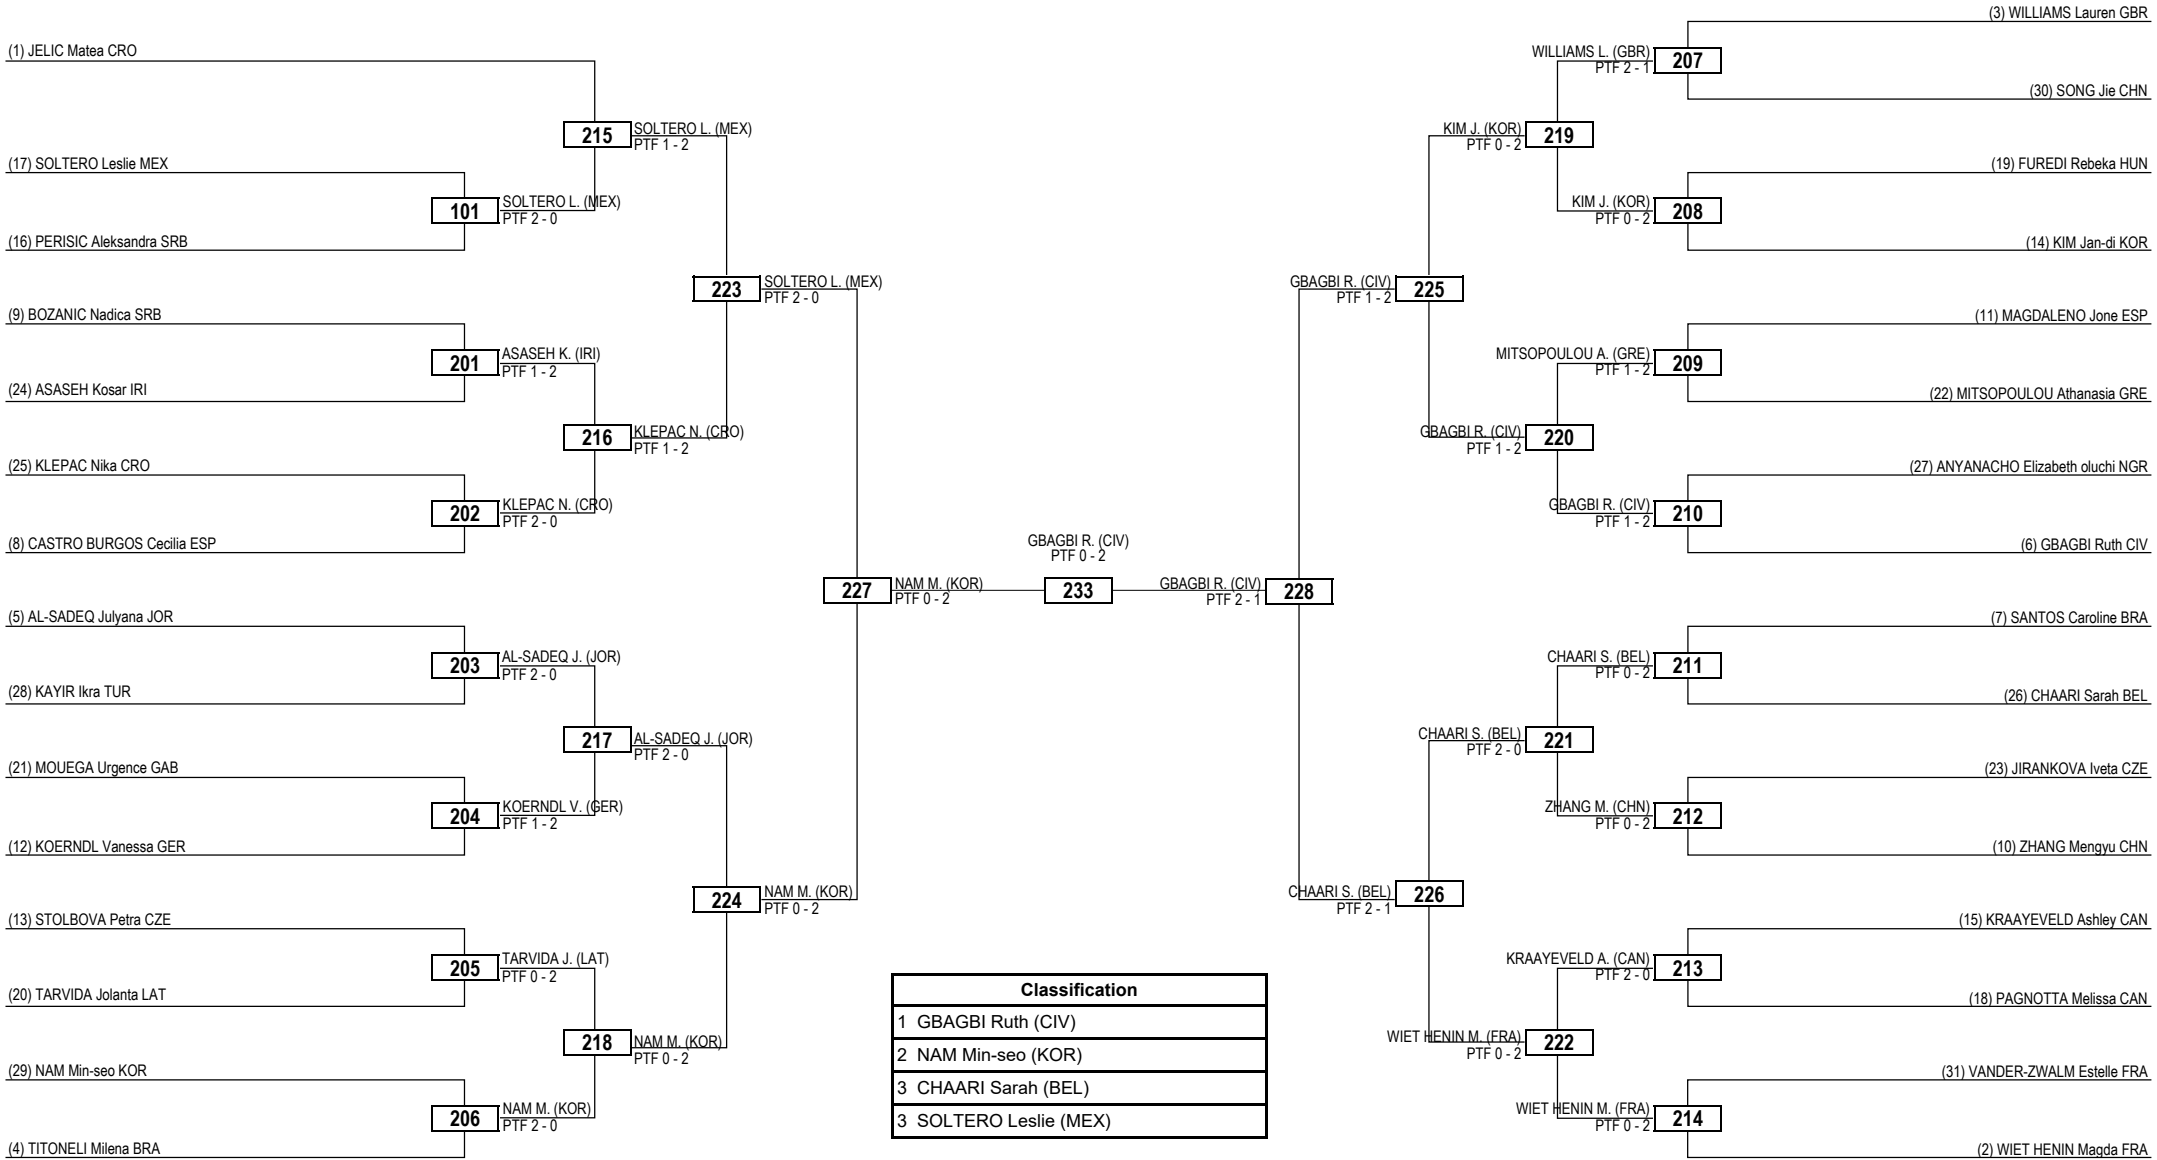 (1) JELIC Matea CRO
215
SOLTERO L. (MEX)
PTF 1 - 2
(17) SOLTERO Leslie MEX
101
SOLTERO L. (MEX)
PTF 2 - 0
(16) PERISIC Aleksandra SRB
223
SOLTERO L. (MEX)
PTF 2 - 0
(9) BOZANIC Nadica SRB
201
ASASEH K. (IRI)
PTF 1 - 2
(24) ASASEH Kosar IRI
216
KLEPAC N. (CRO)
PTF 1 - 2
(25) KLEPAC Nika CRO
202
KLEPAC N. (CRO)
PTF 2 - 0
(8) CASTRO BURGOS Cecilia ESP
227
NAM M. (KOR)
PTF 0 - 2
(5) AL-SADEQ Julyana JOR
203
AL-SADEQ J. (JOR)
PTF 2 - 0
(28) KAYIR Ikra TUR
217
AL-SADEQ J. (JOR)
PTF 2 - 0
(21) MOUEGA Urgence GAB
204
KOERNDL V. (GER)
PTF 1 - 2
(12) KOERNDL Vanessa GER
224
NAM M. (KOR)
PTF 0 - 2
(13) STOLBOVA Petra CZE
205
TARVIDA J. (LAT)
PTF 0 - 2
(20) TARVIDA Jolanta LAT
218
NAM M. (KOR)
PTF 0 - 2
(29) NAM Min-seo KOR
206
NAM M. (KOR)
PTF 2 - 0
(4) TITONELI Milena BRA
GBAGBI R. (CIV)
PTF 0 - 2
233
(3) WILLIAMS Lauren GBR
WILLIAMS L. (GBR)
PTF 2 - 1
207
(30) SONG Jie CHN
KIM J. (KOR)
PTF 0 - 2
219
(19) FUREDI Rebeka HUN
KIM J. (KOR)
PTF 0 - 2
208
(14) KIM Jan-di KOR
GBAGBI R. (CIV)
PTF 1 - 2
225
(11) MAGDALENO Jone ESP
MITSOPOULOU A. (GRE)
PTF 1 - 2
209
(22) MITSOPOULOU Athanasia GRE
GBAGBI R. (CIV)
PTF 1 - 2
220
(27) ANYANACHO Elizabeth oluchi NGR
GBAGBI R. (CIV)
PTF 1 - 2
210
(6) GBAGBI Ruth CIV
GBAGBI R. (CIV)
PTF 2 - 1
228
(7) SANTOS Caroline BRA
CHAARI S. (BEL)
PTF 0 - 2
211
(26) CHAARI Sarah BEL
CHAARI S. (BEL)
PTF 2 - 0
221
(23) JIRANKOVA Iveta CZE
ZHANG M. (CHN)
PTF 0 - 2
212
(10) ZHANG Mengyu CHN
CHAARI S. (BEL)
PTF 2 - 1
226
(15) KRAAYEVELD Ashley CAN
KRAAYEVELD A. (CAN)
PTF 2 - 0
213
(18) PAGNOTTA Melissa CAN
WIET HENIN M. (FRA)
PTF 0 - 2
222
(31) VANDER-ZWALM Estelle FRA
WIET HENIN M. (FRA)
PTF 0 - 2
214
(2) WIET HENIN Magda FRA
Classification
1 GBAGBI Ruth (CIV)
2 NAM Min-seo (KOR)
3 CHAARI Sarah (BEL)
3 SOLTERO Leslie (MEX)